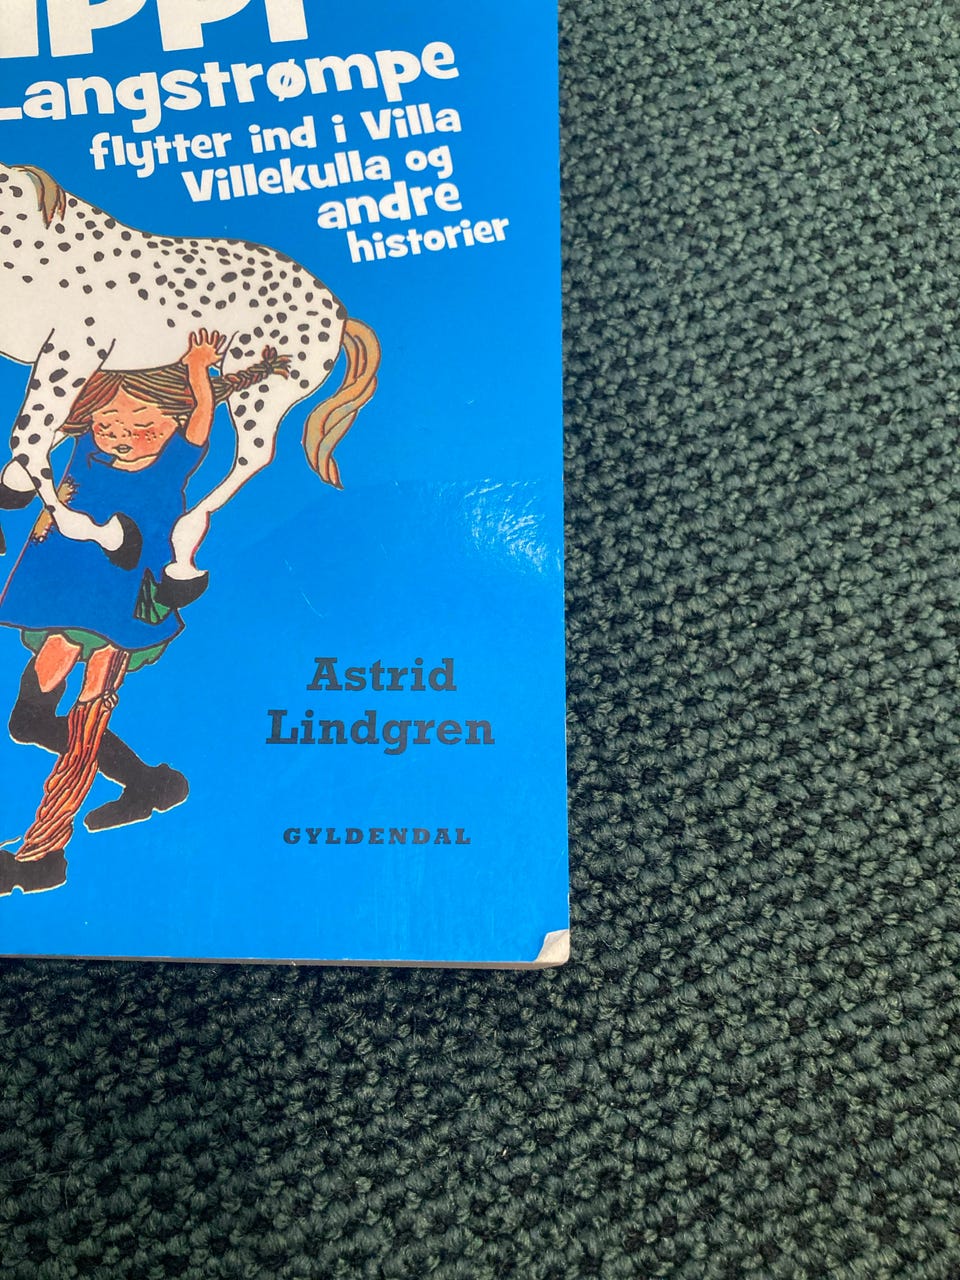 Langstrømpe
flytter ind i Villa
Villekulla og
andre
historier
Astrid
Lindgren
GYLDENDAL